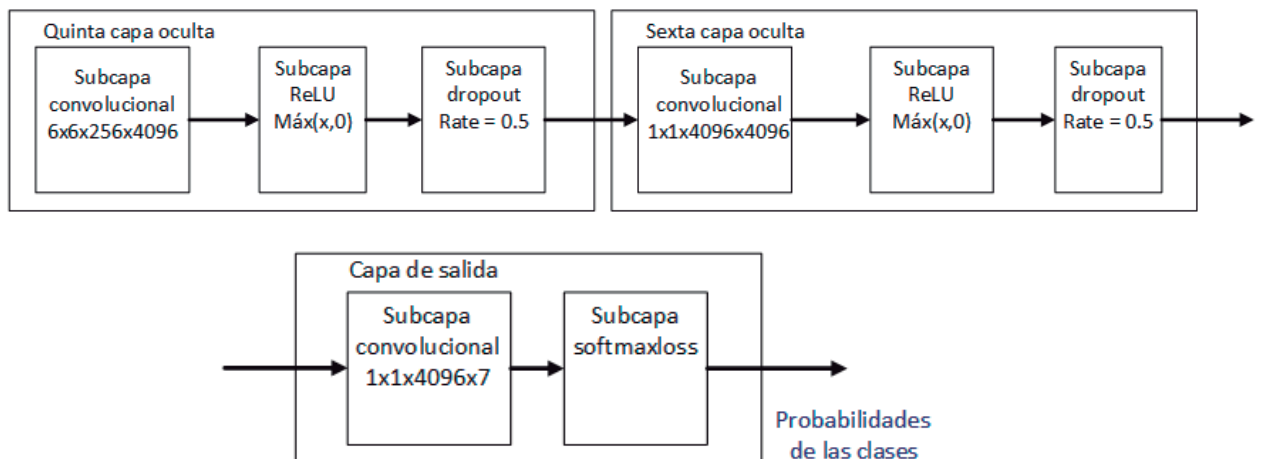 Quinta capa oculta
Subcapa
convolucional
6x6x256x4096
Subcapa
ReLU
Máx(x,0)
Subcapa
dropout
Rate = 0.5
Sexta capa oculta
Subcapa
convolucional
1x1x4096x4096
Subcapa
ReLU
Máx(x,0)
Subcapa
dropout
Rate = 0.5
Capa de salida
Subcapa
convolucional
1x1x4096x7
Subcapa
softmaxloss
Probabilidades
de las clases